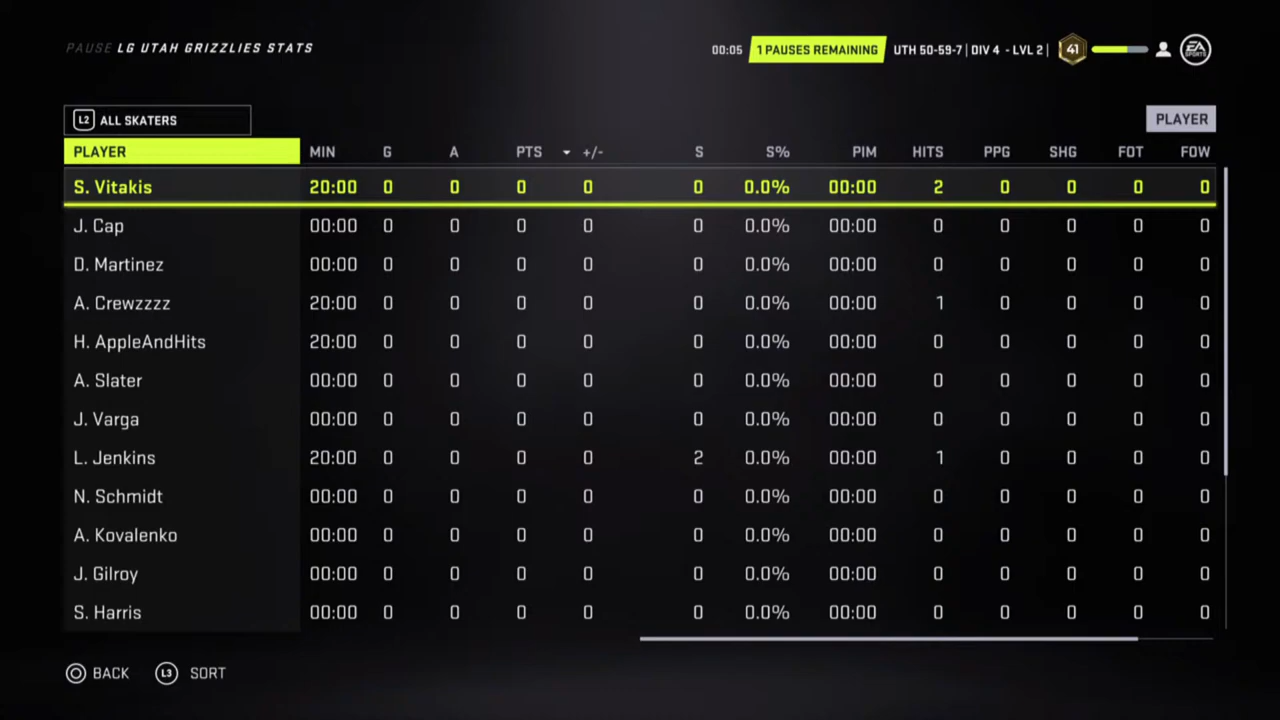 PAUSE LG UTAH GRIZZLIES STATS
00:05 1 PAUSES REMAINING UTH 50-59-7 | DIV 4 - LVL 2 | 41 EA SPORTS
L2 ALL SKATERS
PLAYER
PLAYER MIN G A PTS +/- S S% PIM HITS PPG SHG FOT FOW
S. Vitakis 20:00 0 0 0 0 0 0.0% 00:00 2 0 0 0 0
J. Cap 00:00 0 0 0 0 0 0.0% 00:00 0 0 0 0 0
D. Martinez 00:00 0 0 0 0 0 0.0% 00:00 0 0 0 0 0
A. Crewzzzz 20:00 0 0 0 0 0 0.0% 00:00 1 0 0 0 0
H. AppleAndHits 20:00 0 0 0 0 0 0.0% 00:00 0 0 0 0 0
A. Slater 00:00 0 0 0 0 0 0.0% 00:00 0 0 0 0 0
J. Varga 00:00 0 0 0 0 0 0.0% 00:00 0 0 0 0 0
L. Jenkins 20:00 0 0 0 0 2 0.0% 00:00 1 0 0 0 0
N. Schmidt 00:00 0 0 0 0 0 0.0% 00:00 0 0 0 0 0
A. Kovalenko 00:00 0 0 0 0 0 0.0% 00:00 0 0 0 0 0
J. Gilroy 00:00 0 0 0 0 0 0.0% 00:00 0 0 0 0 0
S. Harris 00:00 0 0 0 0 0 0.0% 00:00 0 0 0 0 0
BACK L3 SORT